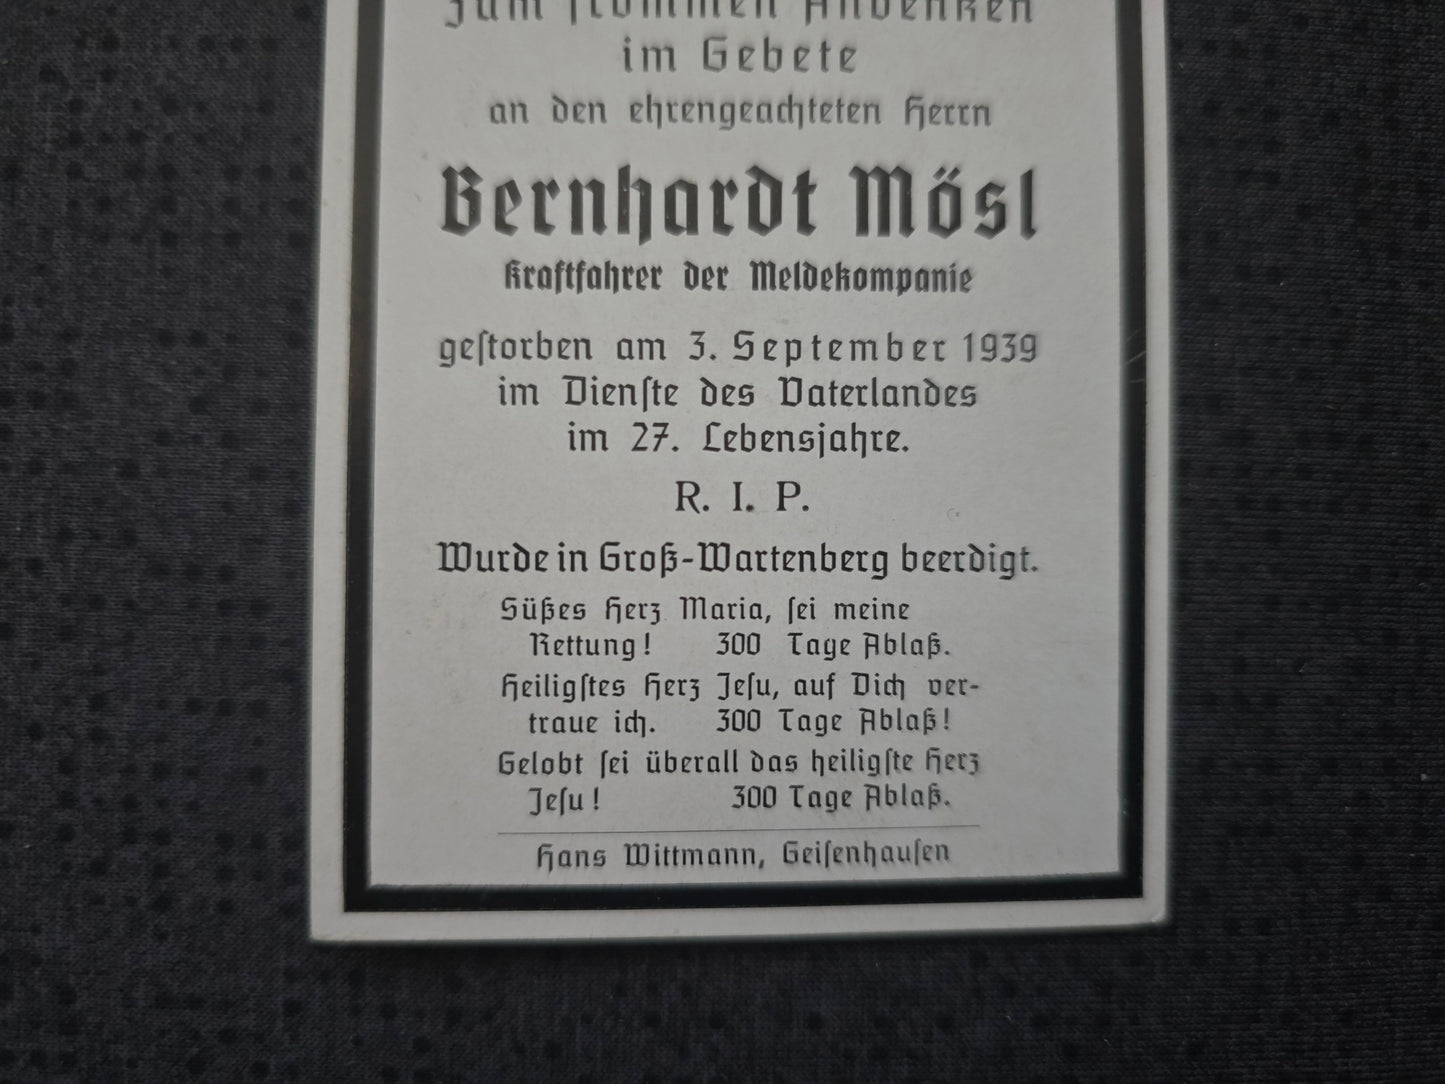 Zum frommen Andenken
im Gebete
an den ehrengeachteten Herrn
Bernhardt Mösl
Kraftfahrer der Meldekompanie
geſtorben am 3. September 1939
im Dienſte des Vaterlandes
im 27. Lebensjahre.
R. I. P.
Wurde in Groß-Wartenberg beerdigt.
Süßes Herz Maria, ſei meine
Rettung! 300 Tage Ablaß.
Heiligſtes Herz Jeſu, auf Dich ver-
traue ich. 300 Tage Ablaß!
Gelobt ſei überall das heiligſte Herz
Jeſu! 300 Tage Ablaß.
Hans Wittmann, Geiſenhauſen